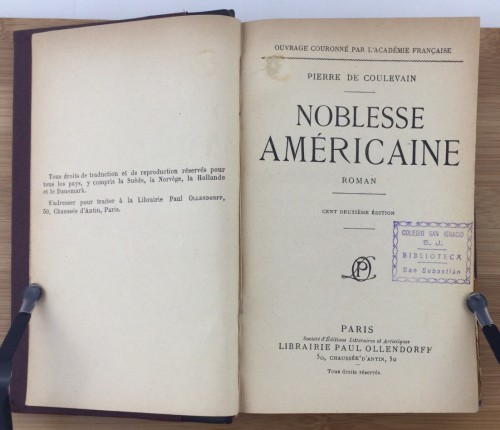 Tous droits de traduction et de reproduction réservés pour
tous les pays, y compris la Suède, la Norvège, la Hollande
et le Danemark.
S'adresser pour traiter à la Librairie PAUL OLLENDORFF,
50, Chaussée d'Antin, Paris.
OUVRAGE COURONNÉ PAR L'ACADÉMIE FRANÇAISE
PIERRE DE COULEVAIN
NOBLESSE
AMÉRICAINE
ROMAN
CENT DEUXIÈME ÉDITION
COLEGIO SAN IGNACIO
S. J.
BIBLIOTECA
San Sebastián
PARIS
Société d'Éditions Littéraires et Artistiques
LIBRAIRIE PAUL OLLENDORFF
50, CHAUSSÉE D'ANTIN, 50
Tous droits réservés.